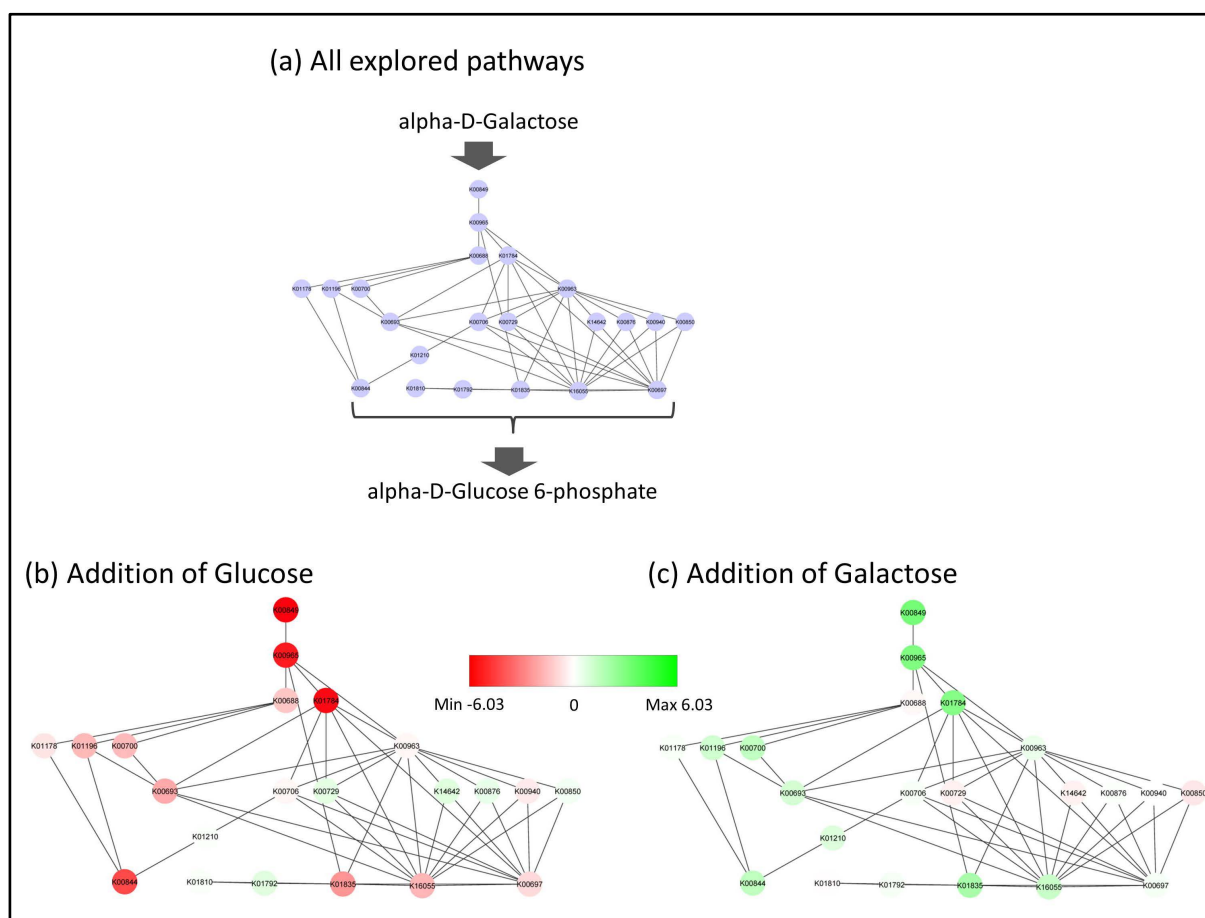 (a) All explored pathways
alpha-D-Galactose
K00849
K00965
K00688 K01784
K01178 K01196 K00700 K00963
K00693 K00706 K00729 K14642 K00876 K00940 K00850
K01210
K00844 K01810 K01792 K01835 K16055 K00697
alpha-D-Glucose 6-phosphate
(b) Addition of Glucose
K00849
K00965
K00688 K01784
K01178 K01196 K00700 K00963
K00693 K00706 K00729 K14642 K00876 K00940 K00850
K01210
K00844 K01810 K01792 K01835 K16055 K00697
Min -6.03 0 Max 6.03
(c) Addition of Galactose
K00849
K00965
K00688 K01784
K01178 K01196 K00700 K00963
K00693 K00706 K00729 K14642 K00876 K00940 K00850
K01210
K00844 K01810 K01792 K01835 K16055 K00697